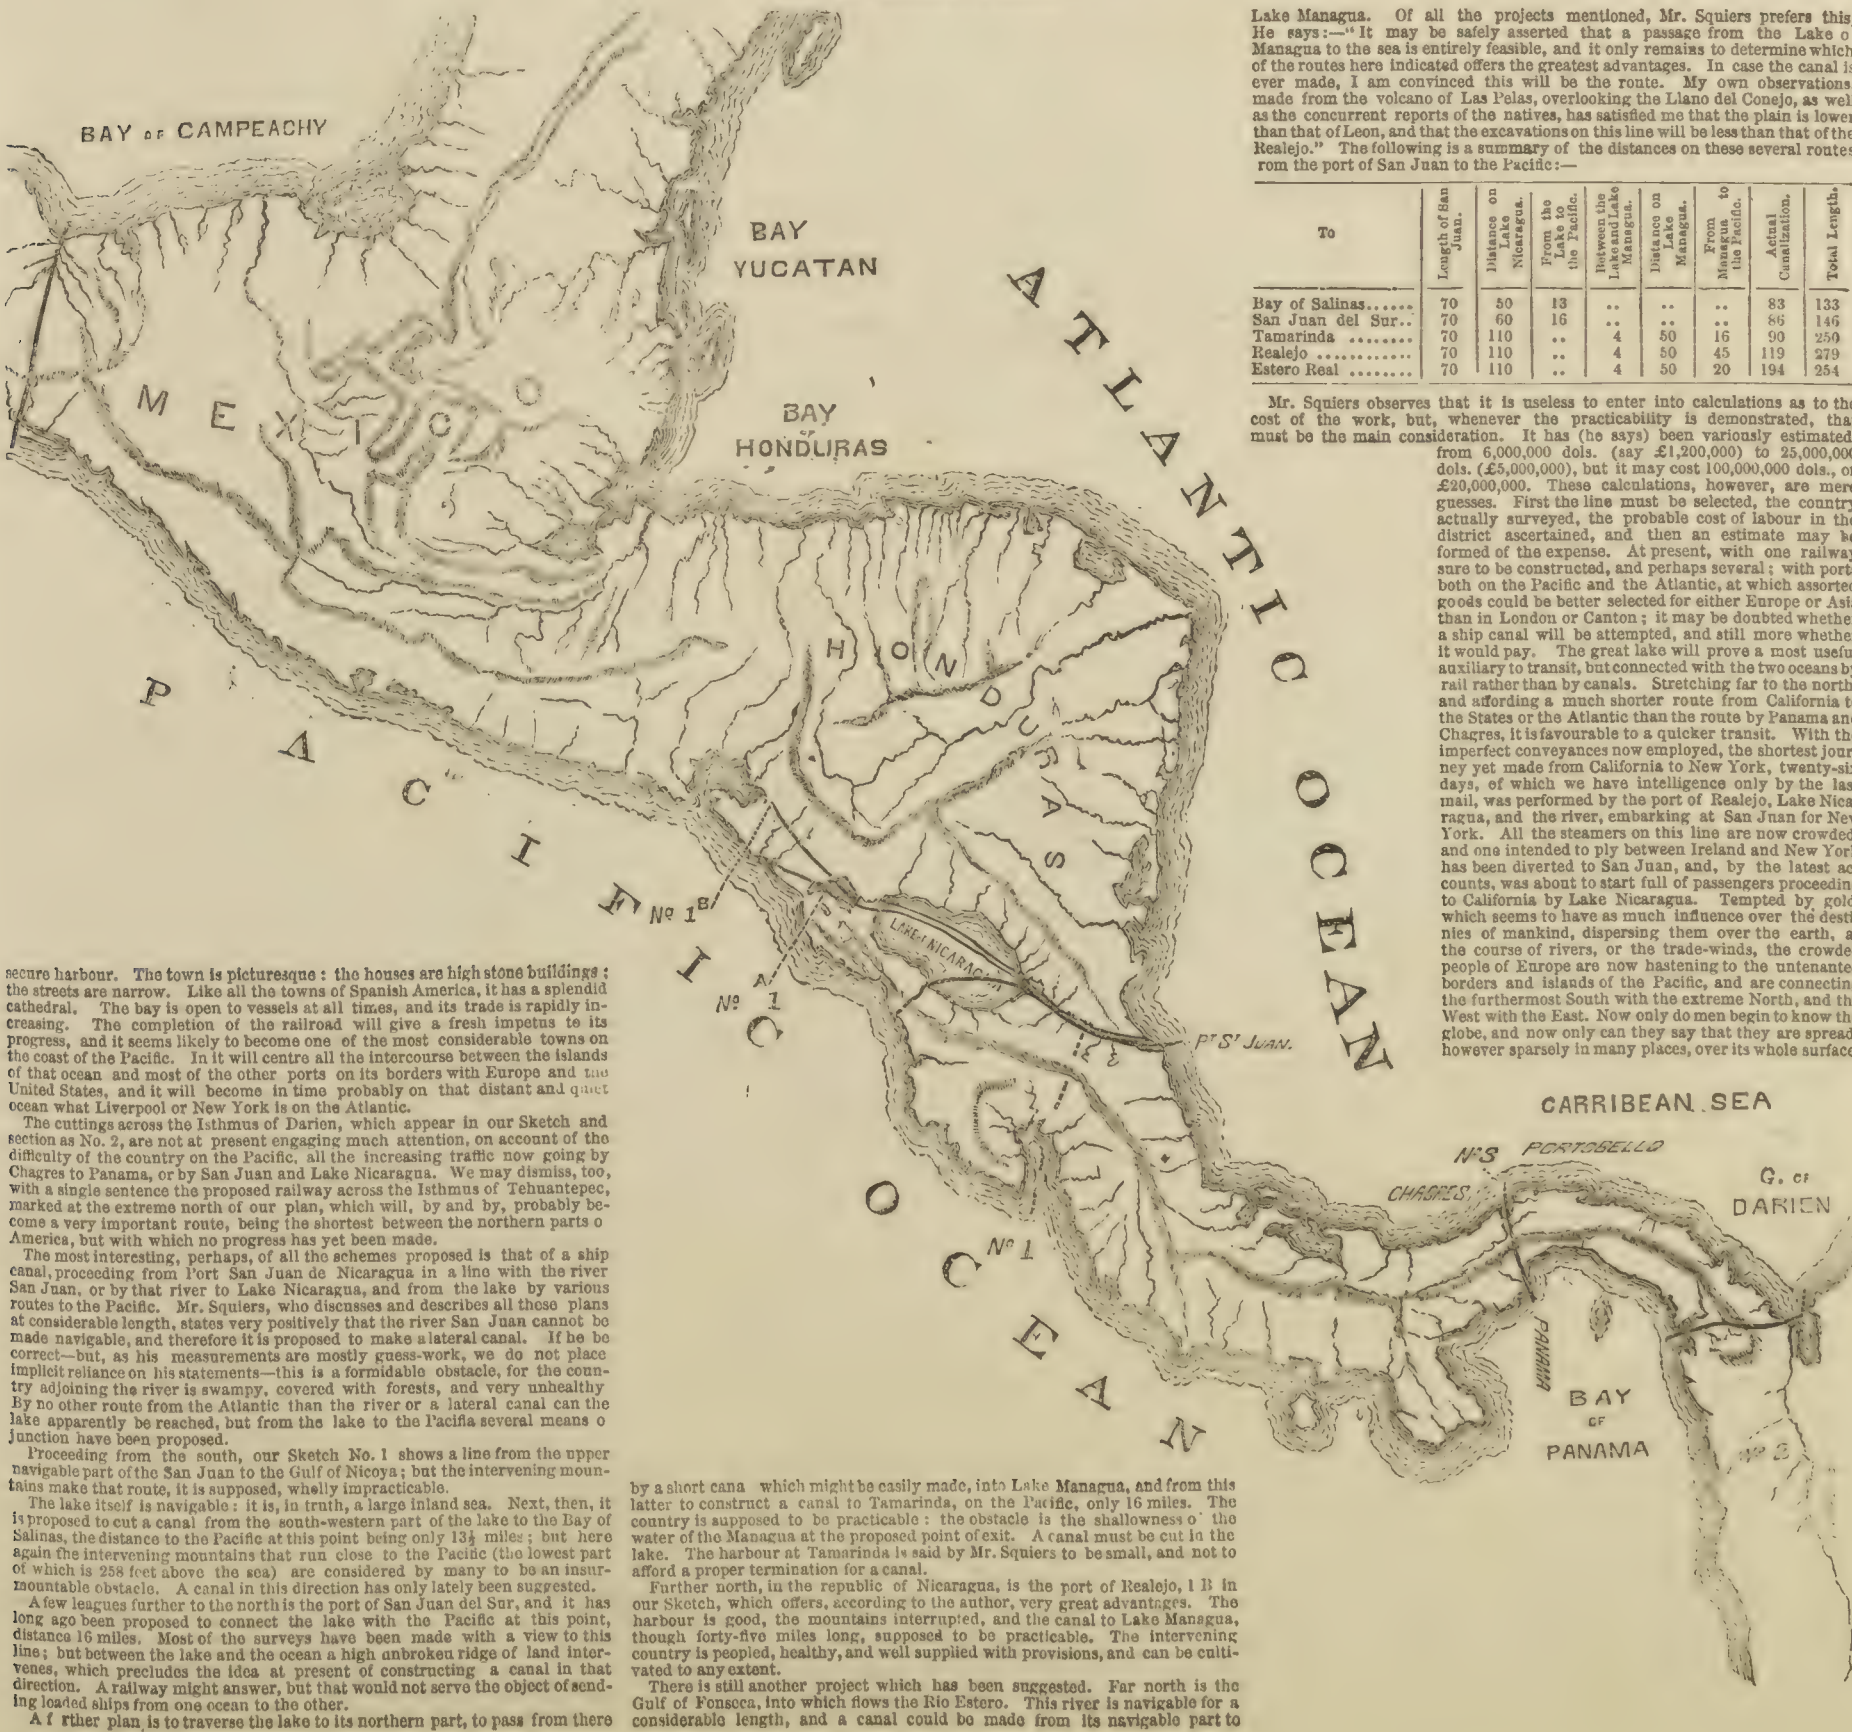 secure harbour. The town is picturesque: the houses are high stone buildings;
the streets are narrow. Like all the towns of Spanish America, it has a splendid
cathedral. The bay is open to vessels at all times, and its trade is rapidly in-
creasing. The completion of the railroad will give a fresh impetus to its
progress, and it seems likely to become one of the most considerable towns on
the coast of the Pacific. In it will centre all the intercourse between the islands
of that ocean and most of the other ports on its borders with Europe and the
United States, and it will become in time probably on that distant and quiet
ocean what Liverpool or New York is on the Atlantic.
The cuttings across the Isthmus of Darien, which appear in our Sketch and
section as No. 2, are not at present engaging much attention, on account of the
difficulty of the country on the Pacific, all the increasing traffic now going by
Chagres to Panama, or by San Juan and Lake Nicaragua. We may dismiss, too,
with a single sentence the proposed railway across the Isthmus of Tehuantepec,
marked at the extreme north of our plan, which will, by and by, probably be-
come a very important route, being the shortest between the northern parts o
America, but with which no progress has yet been made.
The most interesting, perhaps, of all the schemes proposed is that of a ship
canal, proceeding from Port San Juan de Nicaragua in a line with the river
San Juan, or by that river to Lake Nicaragua, and from the lake by various
routes to the Pacific. Mr. Squiers, who discusses and describes all these plans
at considerable length, states very positively that the river San Juan cannot be
made navigable, and therefore it is proposed to make a lateral canal. If he be
correct—but, as his measurements are mostly guess-work, we do not place
implicit reliance on his statements—this is a formidable obstacle, for the coun-
try adjoining the river is swampy, covered with forests, and very unhealthy
By no other route from the Atlantic than the river or a lateral canal can the
lake apparently be reached, but from the lake to the Pacifia several means o
junction have been proposed.
Proceeding from the south, our Sketch No. 1 shows a line from the upper
navigable part of the San Juan to the Gulf of Nicoya; but the intervening moun-
tains make that route, it is supposed, wholly impracticable.
The lake itself is navigable: it is, in truth, a large inland sea. Next, then, it
is proposed to cut a canal from the south-western part of the lake to the Bay of
Salinas, the distance to the Pacific at this point being only 13½ miles; but here
again the intervening mountains that run close to the Pacific (the lowest part
of which is 258 feet above the sea) are considered by many to be an insur-
mountable obstacle. A canal in this direction has only lately been suggested.
A few leagues further to the north is the port of San Juan del Sur, and it has
long ago been proposed to connect the lake with the Pacific at this point,
distance 16 miles. Most of the surveys have been made with a view to this
line; but between the lake and the ocean a high unbroken ridge of land inter-
venes, which precludes the idea at present of constructing a canal in that
direction. A railway might answer, but that would not serve the object of send-
ing loaded ships from one ocean to the other.
A f rther plan is to traverse the lake to its northern part, to pass from there
by a short cana which might be easily made, into Lake Managua, and from this
latter to construct a canal to Tamarinda, on the Pacific, only 16 miles. The
country is supposed to be practicable: the obstacle is the shallowness o' the
water of the Managua at the proposed point of exit. A canal must be cut in the
lake. The harbour at Tamarinda is said by Mr. Squiers to be small, and not to
afford a proper termination for a canal.
Further north, in the republic of Nicaragua, is the port of Realejo, 1 B in
our Sketch, which offers, according to the author, very great advantages. The
harbour is good, the mountains interrupted, and the canal to Lake Managua,
though forty-five miles long, supposed to be practicable. The intervening
country is peopled, healthy, and well supplied with provisions, and can be culti-
vated to any extent.
There is still another project which has been suggested. Far north is the
Gulf of Fonseca, into which flows the Rio Estero. This river is navigable for a
considerable length, and a canal could be made from its navigable part to
Lake Managua. Of all the projects mentioned, Mr. Squiers prefers this
He says:—"It may be safely asserted that a passage from the Lake o
Managua to the sea is entirely feasible, and it only remains to determine which
of the routes here indicated offers the greatest advantages. In case the canal is
ever made, I am convinced this will be the route. My own observations
made from the volcano of Las Pelas, overlooking the Llano del Conejo, as well
as the concurrent reports of the natives, has satisfied me that the plain is lower
than that of Leon, and that the excavations on this line will be less than that of the
Realejo." The following is a summary of the distances on these several routes
rom the port of San Juan to the Pacific:—
To | Length of San Juan. | Distance on Lake Nicaragua. | From the Lake to the Pacific. | Between the Lake and Lake Managua. | Distance on Lake Managua. | From Managua to the Pacific. | Actual Canalization. | Total Length.
Bay of Salinas...... 70 50 13 .. .. .. 83 133
San Juan del Sur.. 70 60 16 .. .. .. 86 146
Tamarinda ........ 70 110 .. 4 50 16 90 250
Realejo ............ 70 110 .. 4 50 45 119 279
Estero Real ........ 70 110 .. 4 50 20 194 254
Mr. Squiers observes that it is useless to enter into calculations as to the
cost of the work, but, whenever the practicability is demonstrated, tha
must be the main consideration. It has (he says) been variously estimated
from 6,000,000 dols. (say £1,200,000) to 25,000,000
dols. (£5,000,000), but it may cost 100,000,000 dols., or
£20,000,000. These calculations, however, are mere
guesses. First the line must be selected, the country
actually surveyed, the probable cost of labour in the
district ascertained, and then an estimate may be
formed of the expense. At present, with one railway
sure to be constructed, and perhaps several; with port
both on the Pacific and the Atlantic, at which assorted
goods could be better selected for either Europe or Asi
than in London or Canton; it may be doubted whethe
a ship canal will be attempted, and still more whethe
it would pay. The great lake will prove a most usefu
auxiliary to transit, but connected with the two oceans by
rail rather than by canals. Stretching far to the north
and affording a much shorter route from California t
the States or the Atlantic than the route by Panama an
Chagres, it is favourable to a quicker transit. With th
imperfect conveyances now employed, the shortest jour
ney yet made from California to New York, twenty-si
days, of which we have intelligence only by the las
mail, was performed by the port of Realejo, Lake Nica
ragua, and the river, embarking at San Juan for Nev
York. All the steamers on this line are now crowded
and one intended to ply between Ireland and New Yor
has been diverted to San Juan, and, by the latest ac
counts, was about to start full of passengers proceedin
to California by Lake Nicaragua. Tempted by gold
which seems to have as much influence over the desti
nies of mankind, dispersing them over the earth, a
the course of rivers, or the trade-winds, the crowde
people of Europe are now hastening to the untenante
borders and islands of the Pacific, and are connectin
the furthermost South with the extreme North, and th
West with the East. Now only do men begin to know th
globe, and now only can they say that they are spread
however sparsely in many places, over its whole surface
BAY OF CAMPEACHY
BAY
YUCATAN
BAY
HONDURAS
MEXICO
HONDURAS
ATLANTIC OCEAN
PACIFIC OCEAN
No 1 B
No 1 A
LAKE NICARAGUA
PT ST JUAN.
No 1
CARRIBEAN SEA
No 3
PORTOBELLO
CHAGRES
G. OF
DARIEN
PANAMA
BAY
OF
PANAMA
No 2